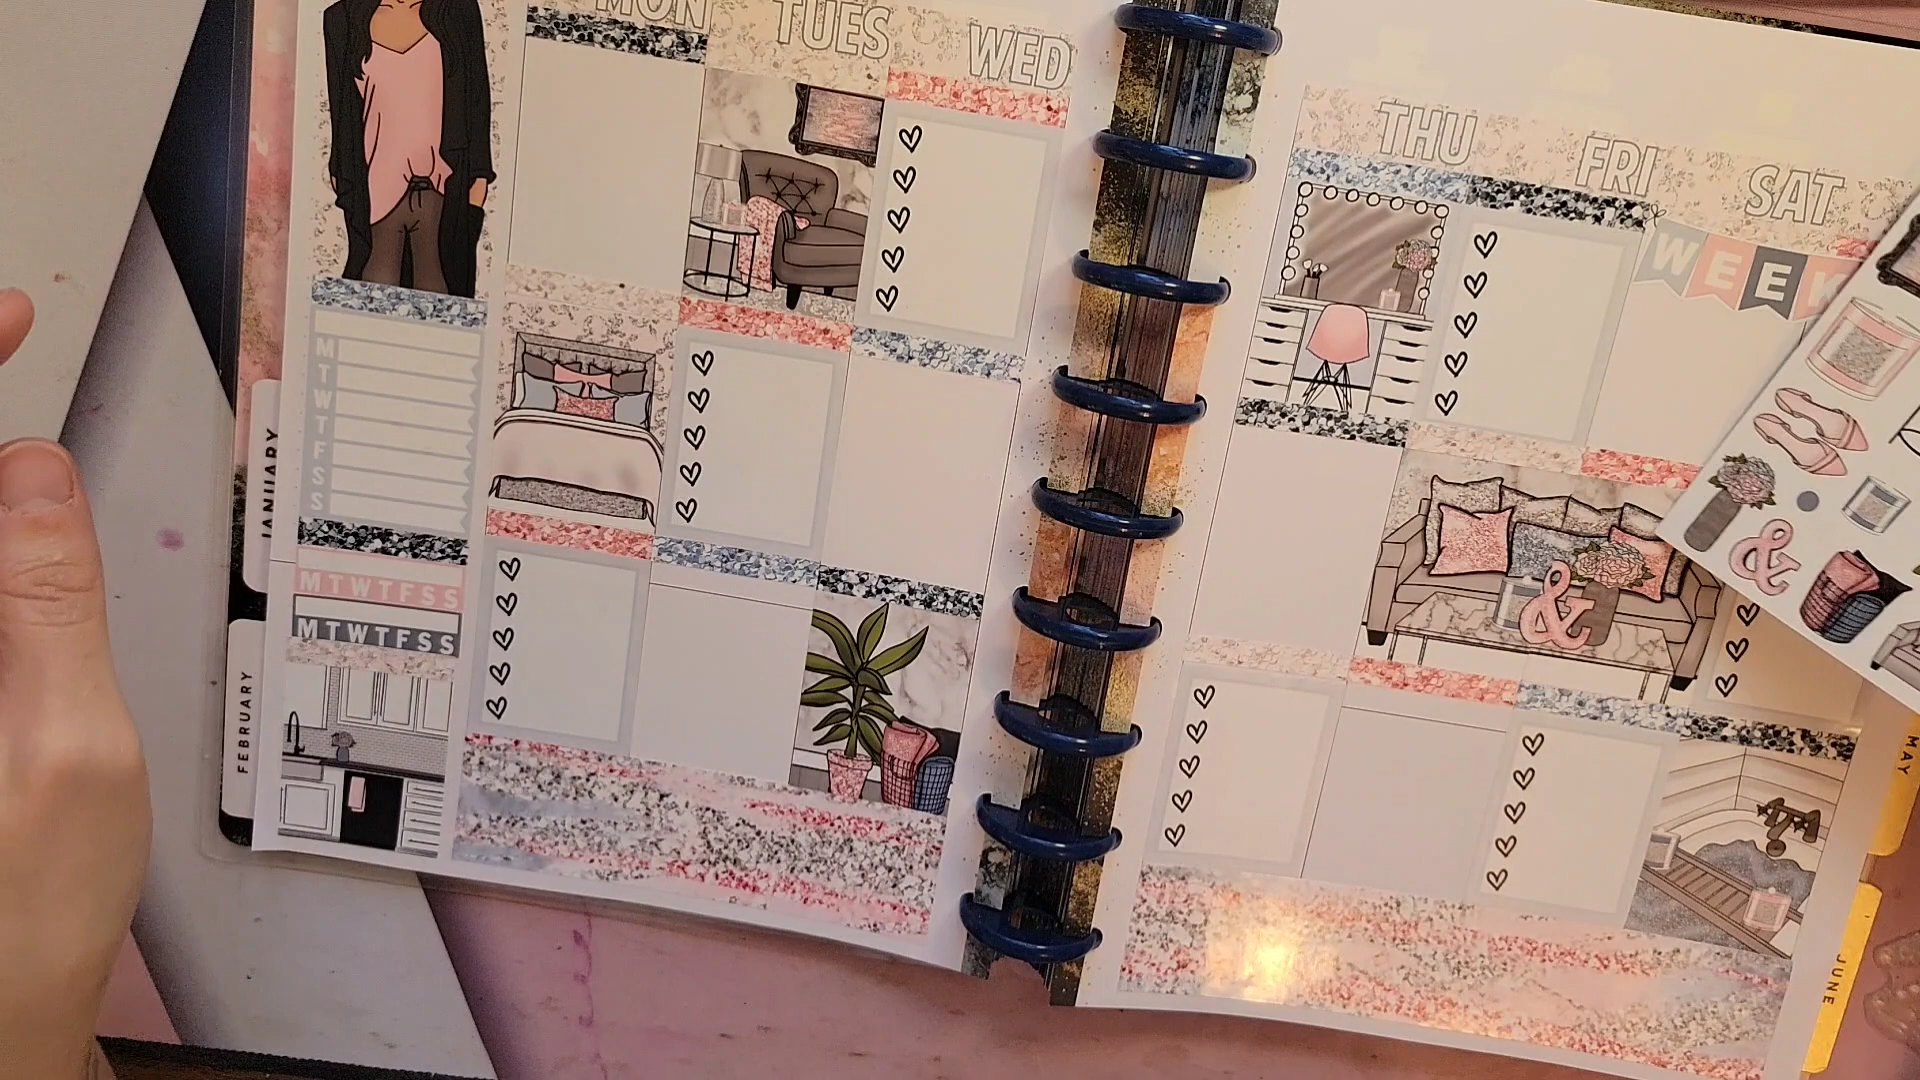 MON
TUES
WED
THU
FRI
SAT
WEEK
M
T
W
T
F
S
S
MTWTFSS
MTWTFSS
&
&
JANUARY
FEBRUARY
MAY
JUNE